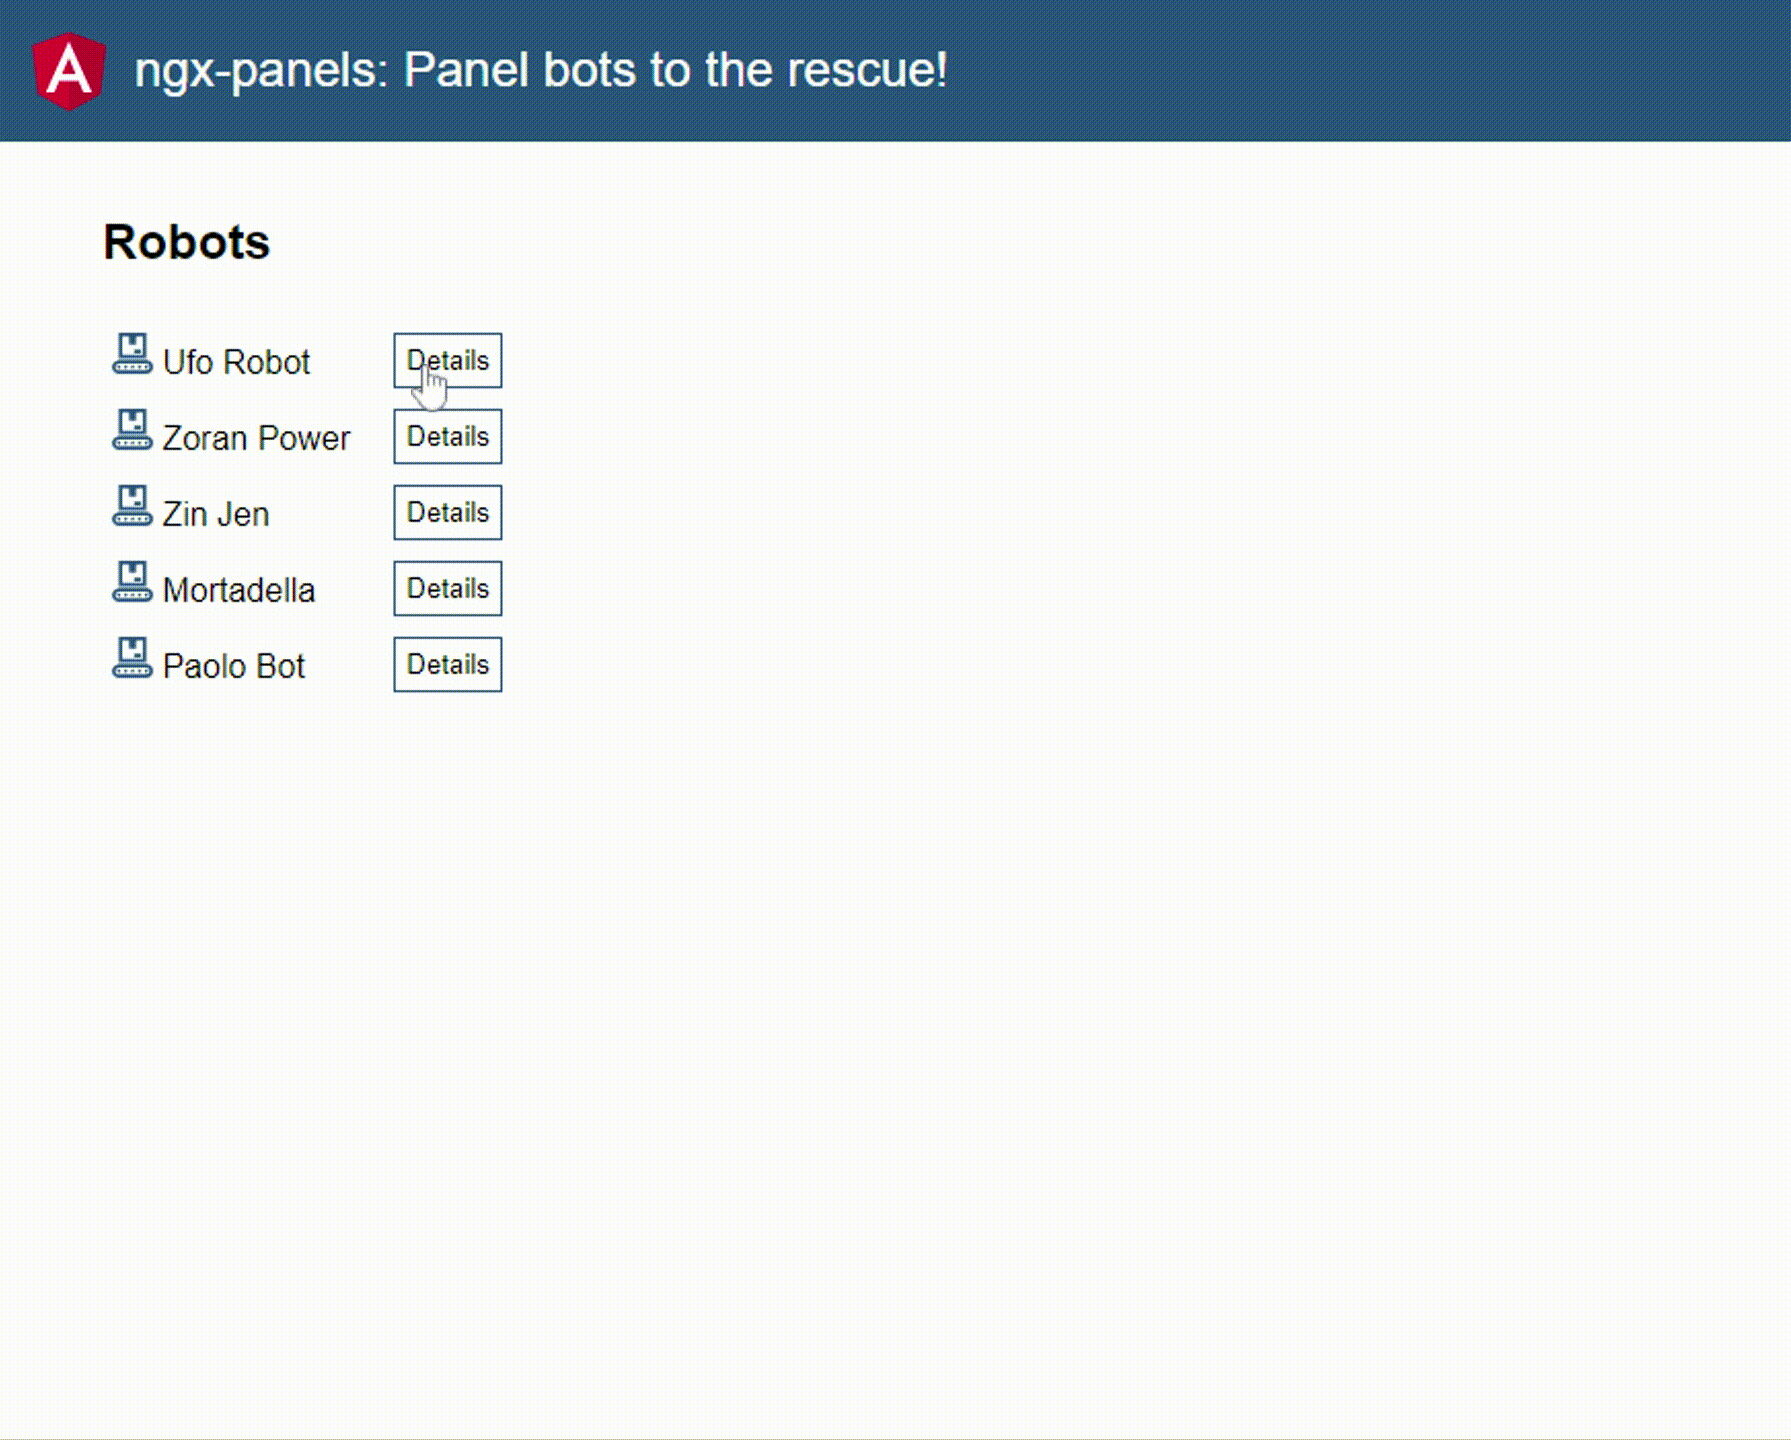 A
ngx-panels: Panel bots to the rescue!
Robots
Ufo Robot Details
Zoran Power Details
Zin Jen Details
Mortadella Details
Paolo Bot Details